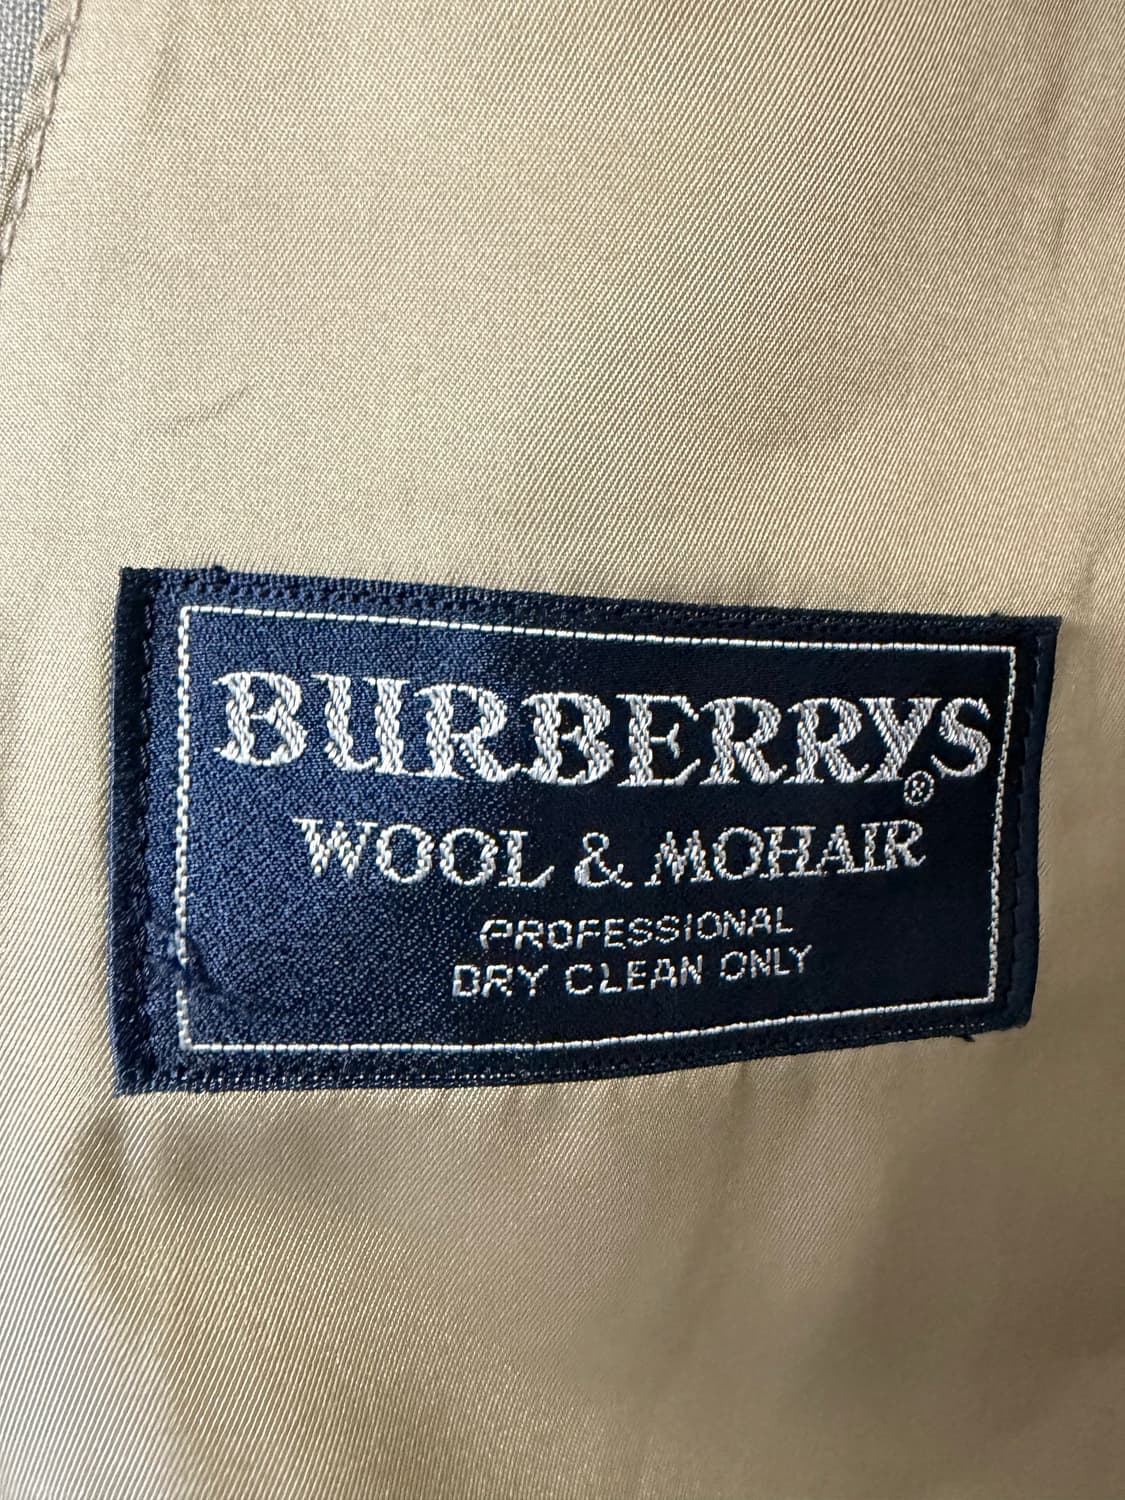 BURBERRYS®
WOOL & MOHAIR
PROFESSIONAL
DRY CLEAN ONLY